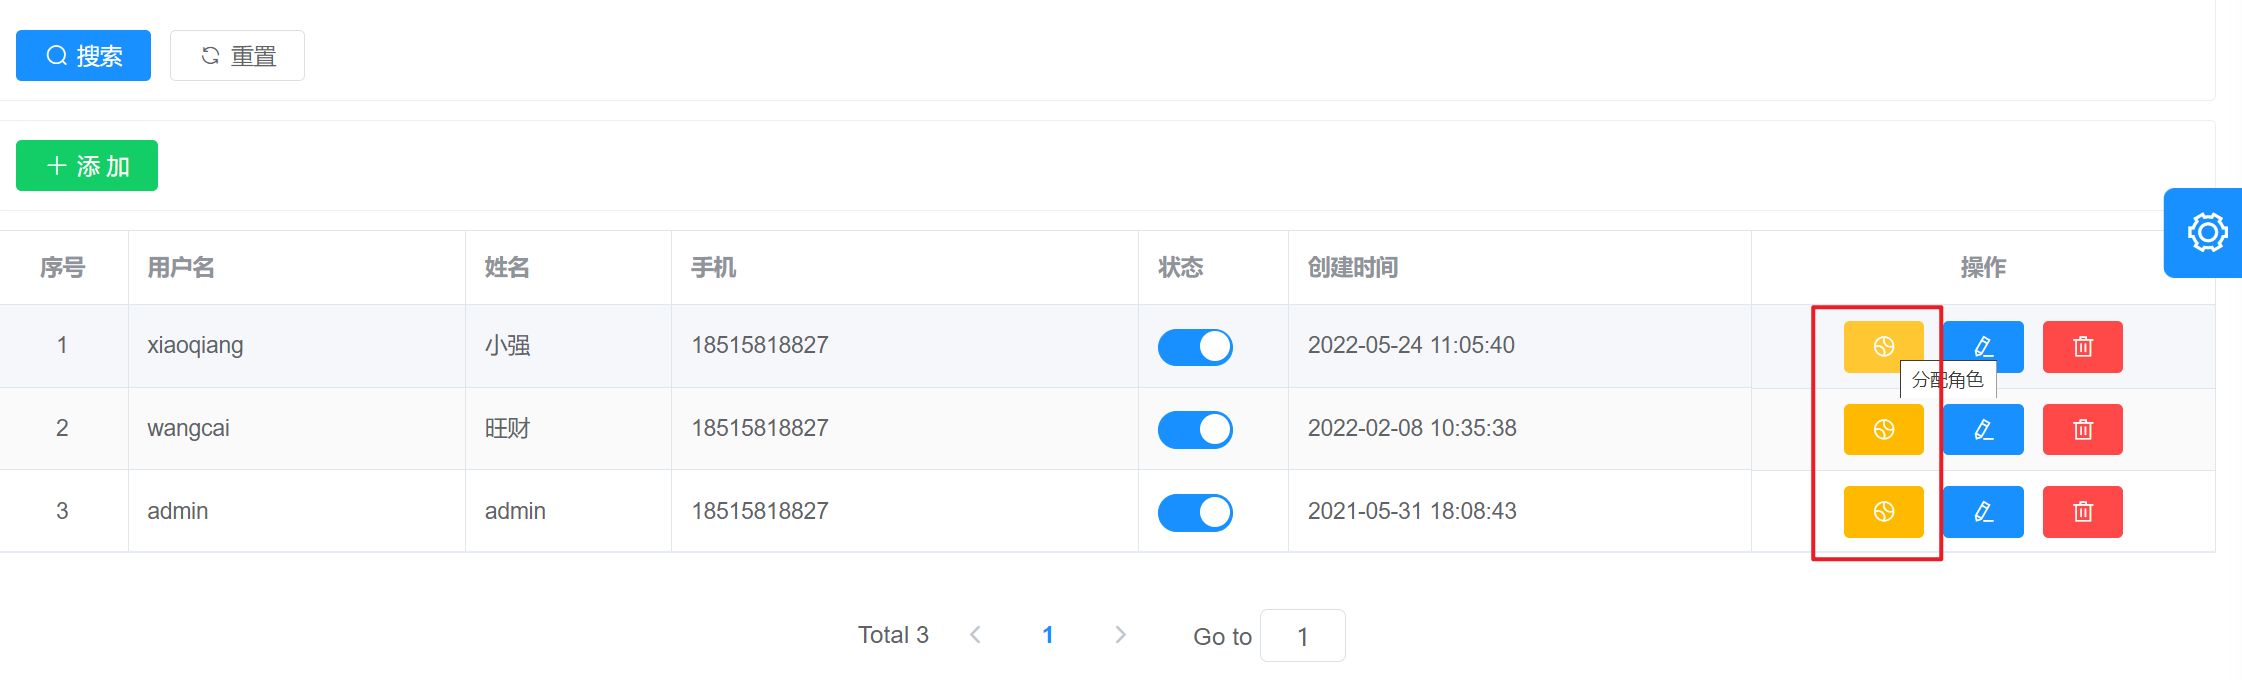 搜索 重置
添 加
序号 用户名 姓名 手机 状态 创建时间 操作
1 xiaoqiang 小强 18515818827 2022-05-24 11:05:40
分配角色
2 wangcai 旺财 18515818827 2022-02-08 10:35:38
3 admin admin 18515818827 2021-05-31 18:08:43
Total 3 1 Go to 1